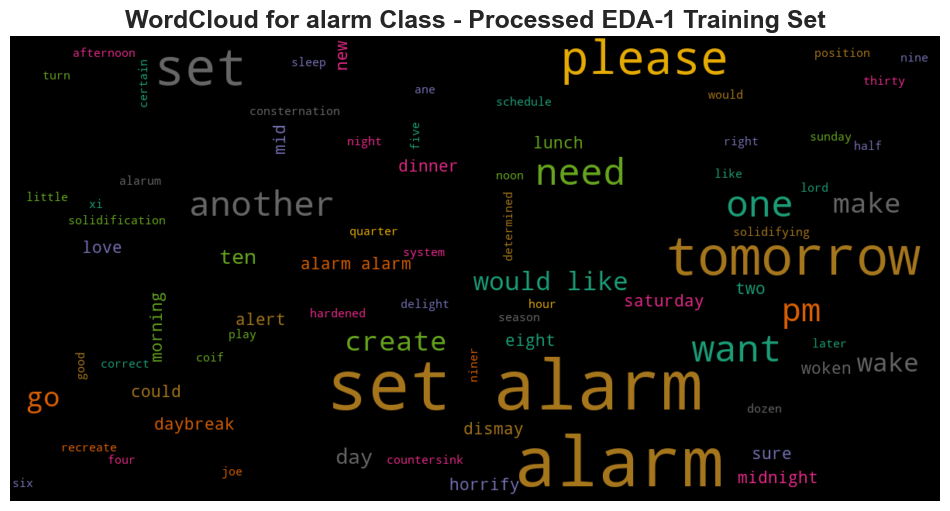 WordCloud for alarm Class - Processed EDA-1 Training Set
afternoon
set
sleep
new
please
position
nine
turn
certain
ane
thirty
consternation
schedule
would
mid
night
five
lunch
right
sunday
half
dinner
need
noon
like
little
alarum
xi
another
lord
one
make
solidification
determined
quarter
solidifying
love
ten
alarm alarm
system
tomorrow
would like
two
saturday
morning
alert
hardened
delight
hour
season
pm
play
create
eight
want
later
good
correct
coif
niner
woken
wake
go
could
set alarm
dozen
daybreak
dismay
recreate
four
joe
day
countersink
alarm
sure
midnight
six
horrify